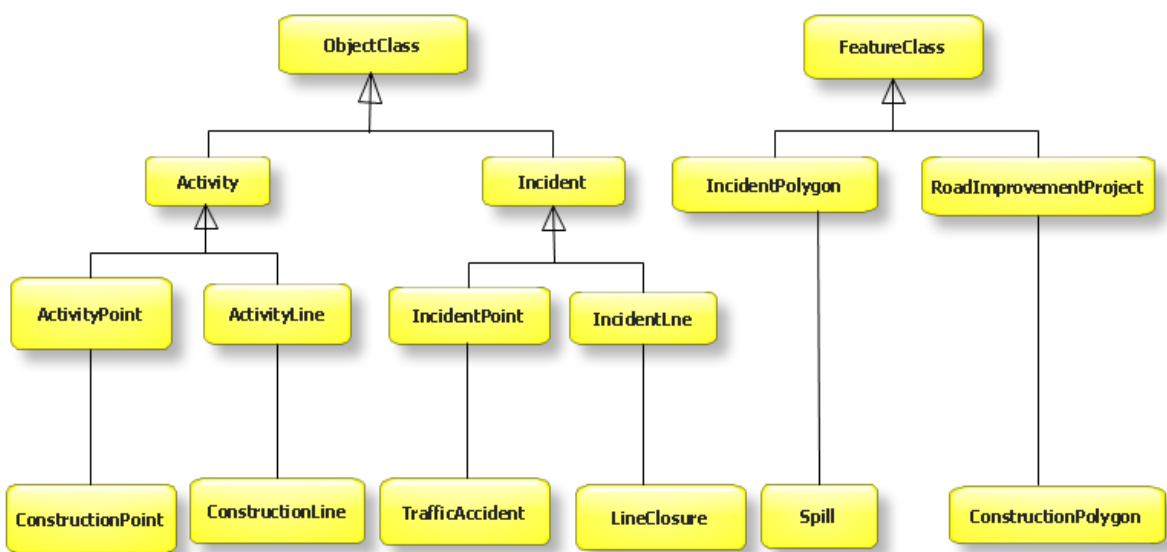 ObjectClass
FeatureClass
Activity
Incident
IncidentPolygon
RoadImprovementProject
ActivityPoint
ActivityLine
IncidentPoint
IncidentLne
ConstructionPoint
ConstructionLine
TrafficAccident
LineClosure
Spill
ConstructionPolygon